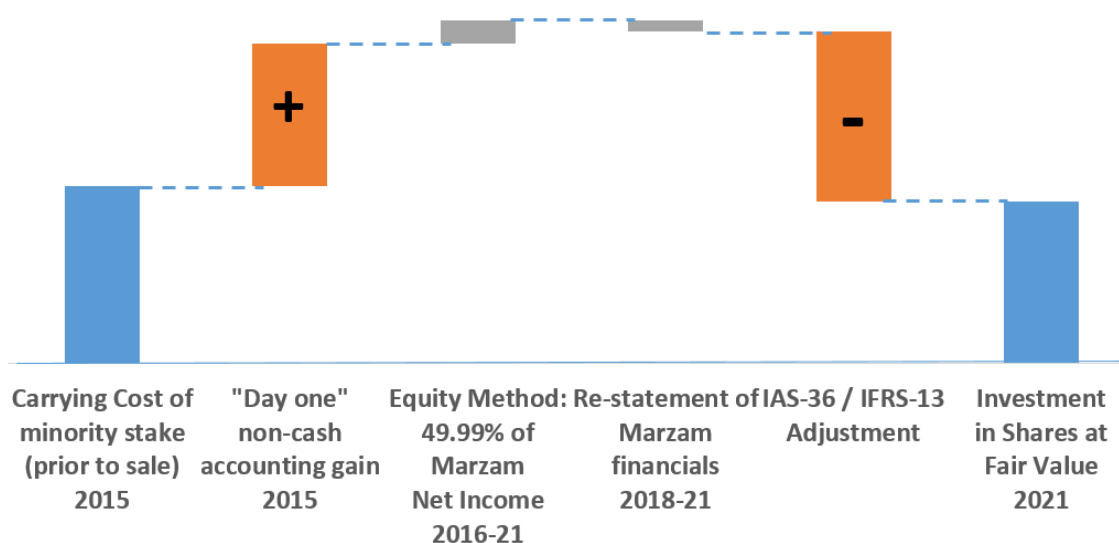 +
-
Carrying Cost of
minority stake
(prior to sale)
2015
"Day one"
non-cash
accounting gain
2015
Equity Method:
49.99% of
Marzam
Net Income
2016-21
Re-statement of
Marzam
financials
2018-21
IAS-36 / IFRS-13
Adjustment
Investment
in Shares at
Fair Value
2021